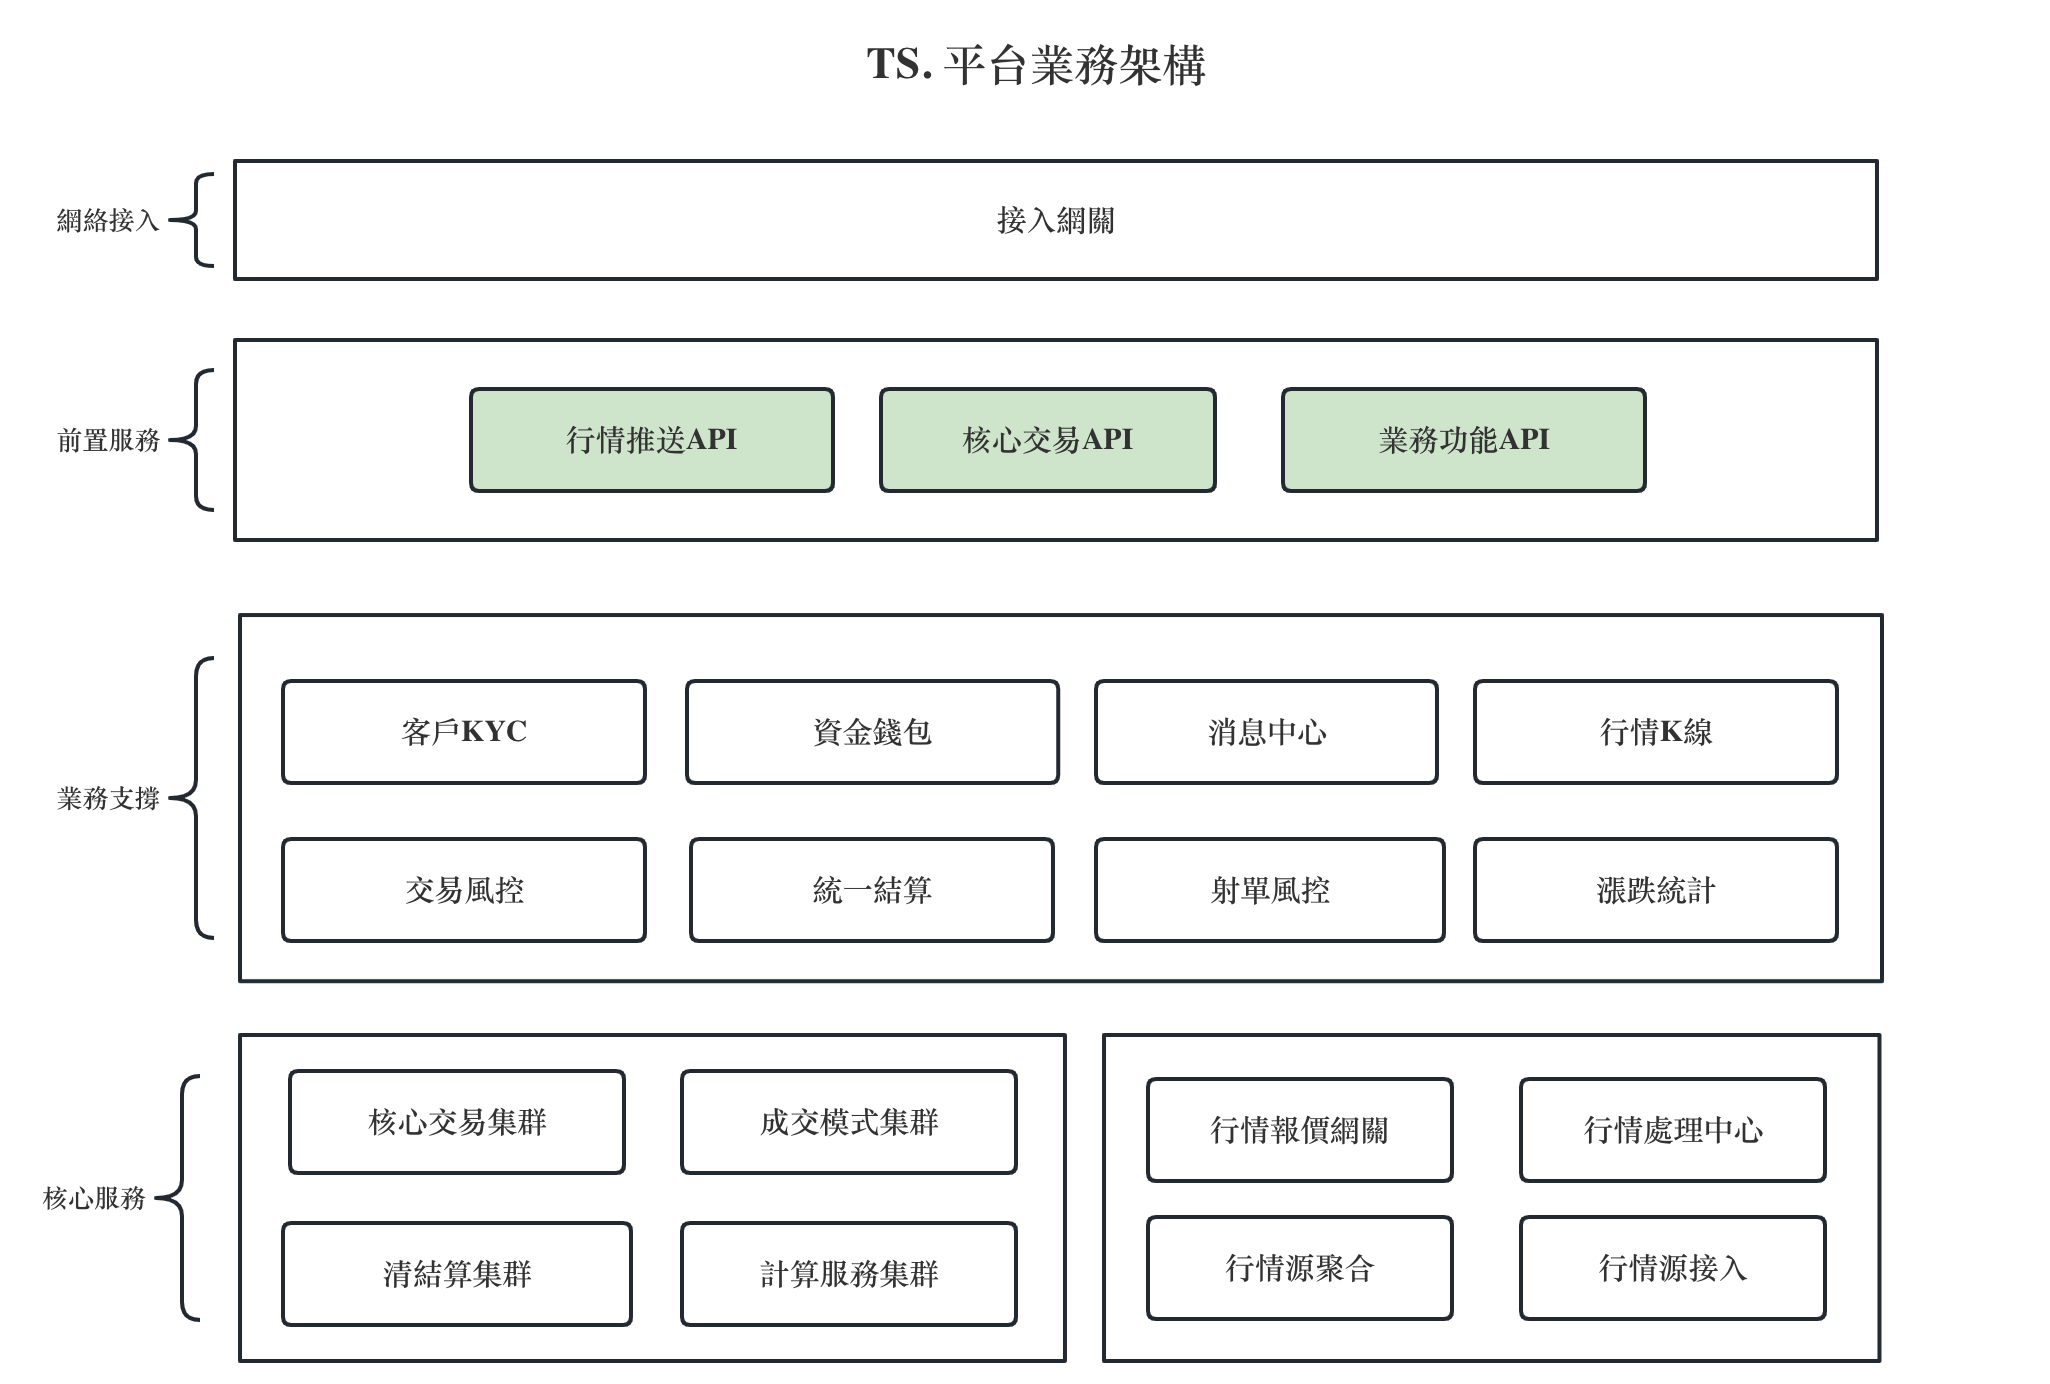 TS. 平台業務架構
網絡接入
接入網關
前置服務
行情推送API
核心交易API
業務功能API
業務支撐
客戶KYC
資金錢包
消息中心
行情K線
交易風控
統一結算
射單風控
漲跌統計
核心服務
核心交易集群
成交模式集群
清結算集群
計算服務集群
行情報價網關
行情處理中心
行情源聚合
行情源接入